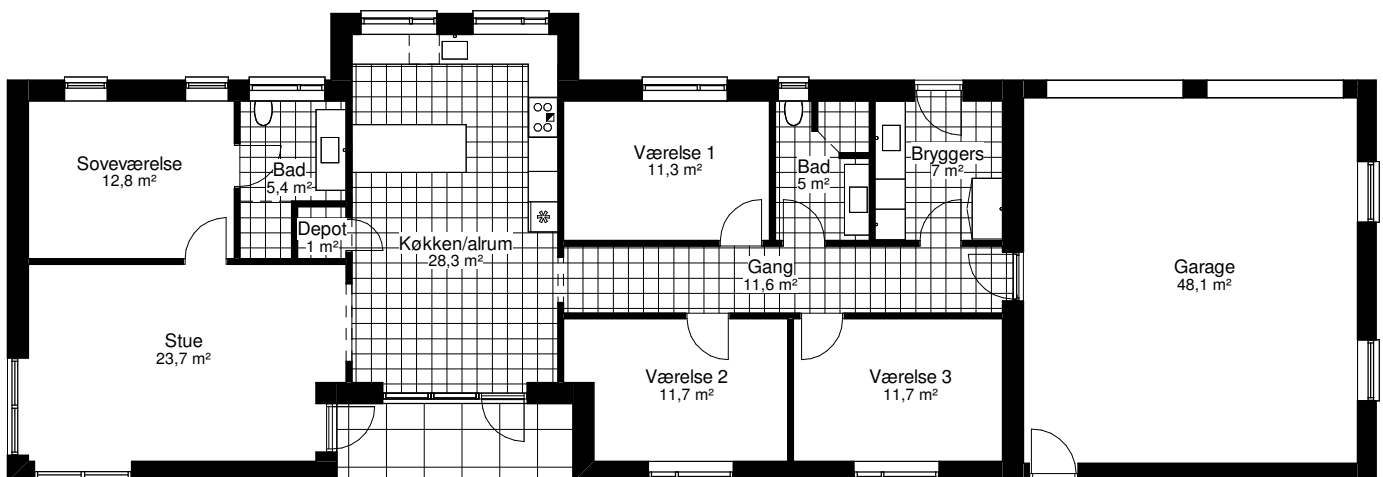 Soveværelse
12,8 m²
Bad
5,4 m²
Depot
1 m²
Køkken/alrum
28,3 m²
Stue
23,7 m²
Værelse 1
11,3 m²
Bad
5 m²
Bryggers
7 m²
Gang
11,6 m²
Værelse 2
11,7 m²
Værelse 3
11,7 m²
Garage
48,1 m²